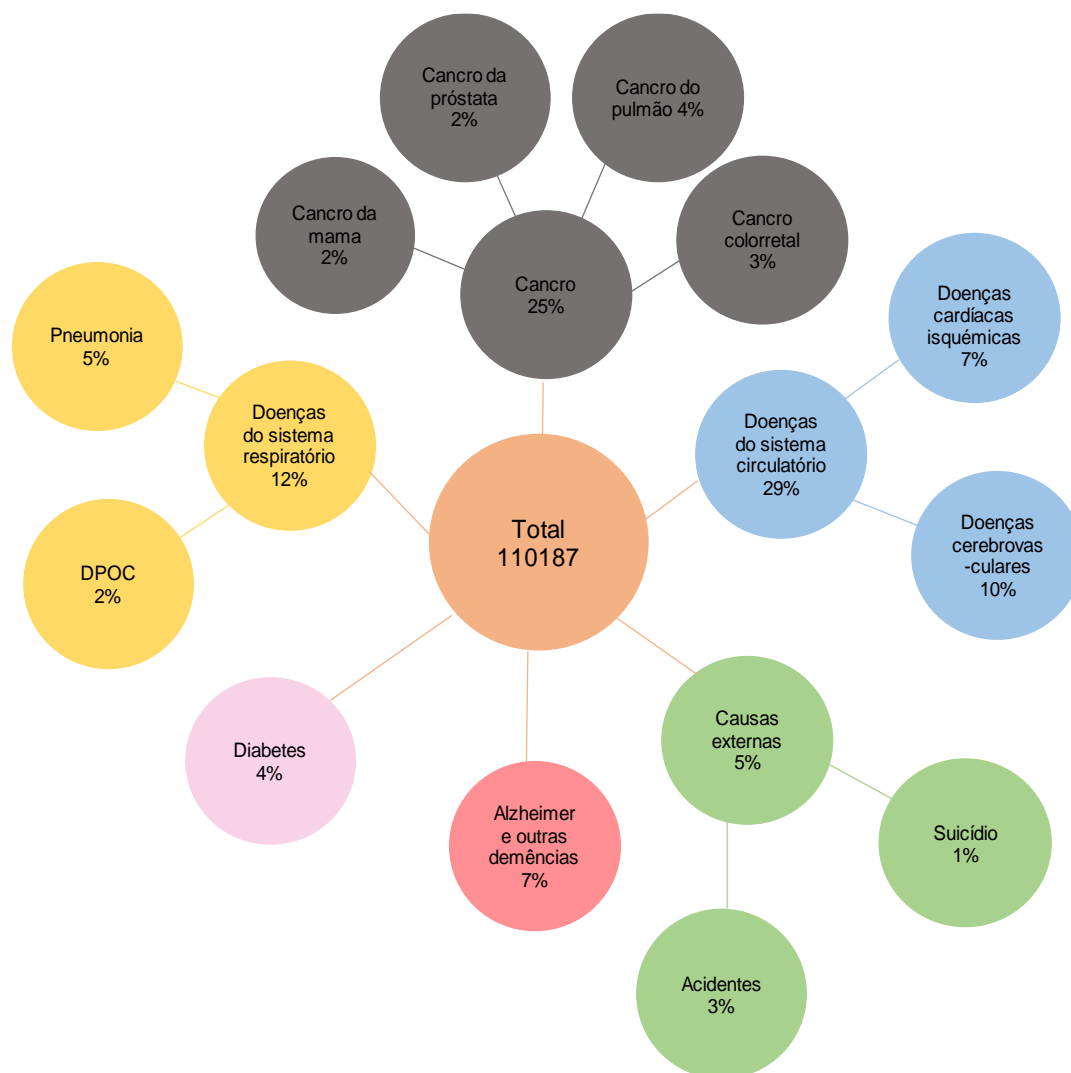 Cancro da
próstata
2%
Cancro do
pulmão 4%
Cancro da
mama
2%
Cancro
colorretal
3%
Cancro
25%
Pneumonia
5%
Doenças
do sistema
respiratório
12%
DPOC
2%
Doenças
cardíacas
isquémicas
7%
Doenças
do sistema
circulatório
29%
Doenças
cerebrovas
-culares
10%
Total
110187
Diabetes
4%
Alzheimer
e outras
demências
7%
Causas
externas
5%
Suicídio
1%
Acidentes
3%